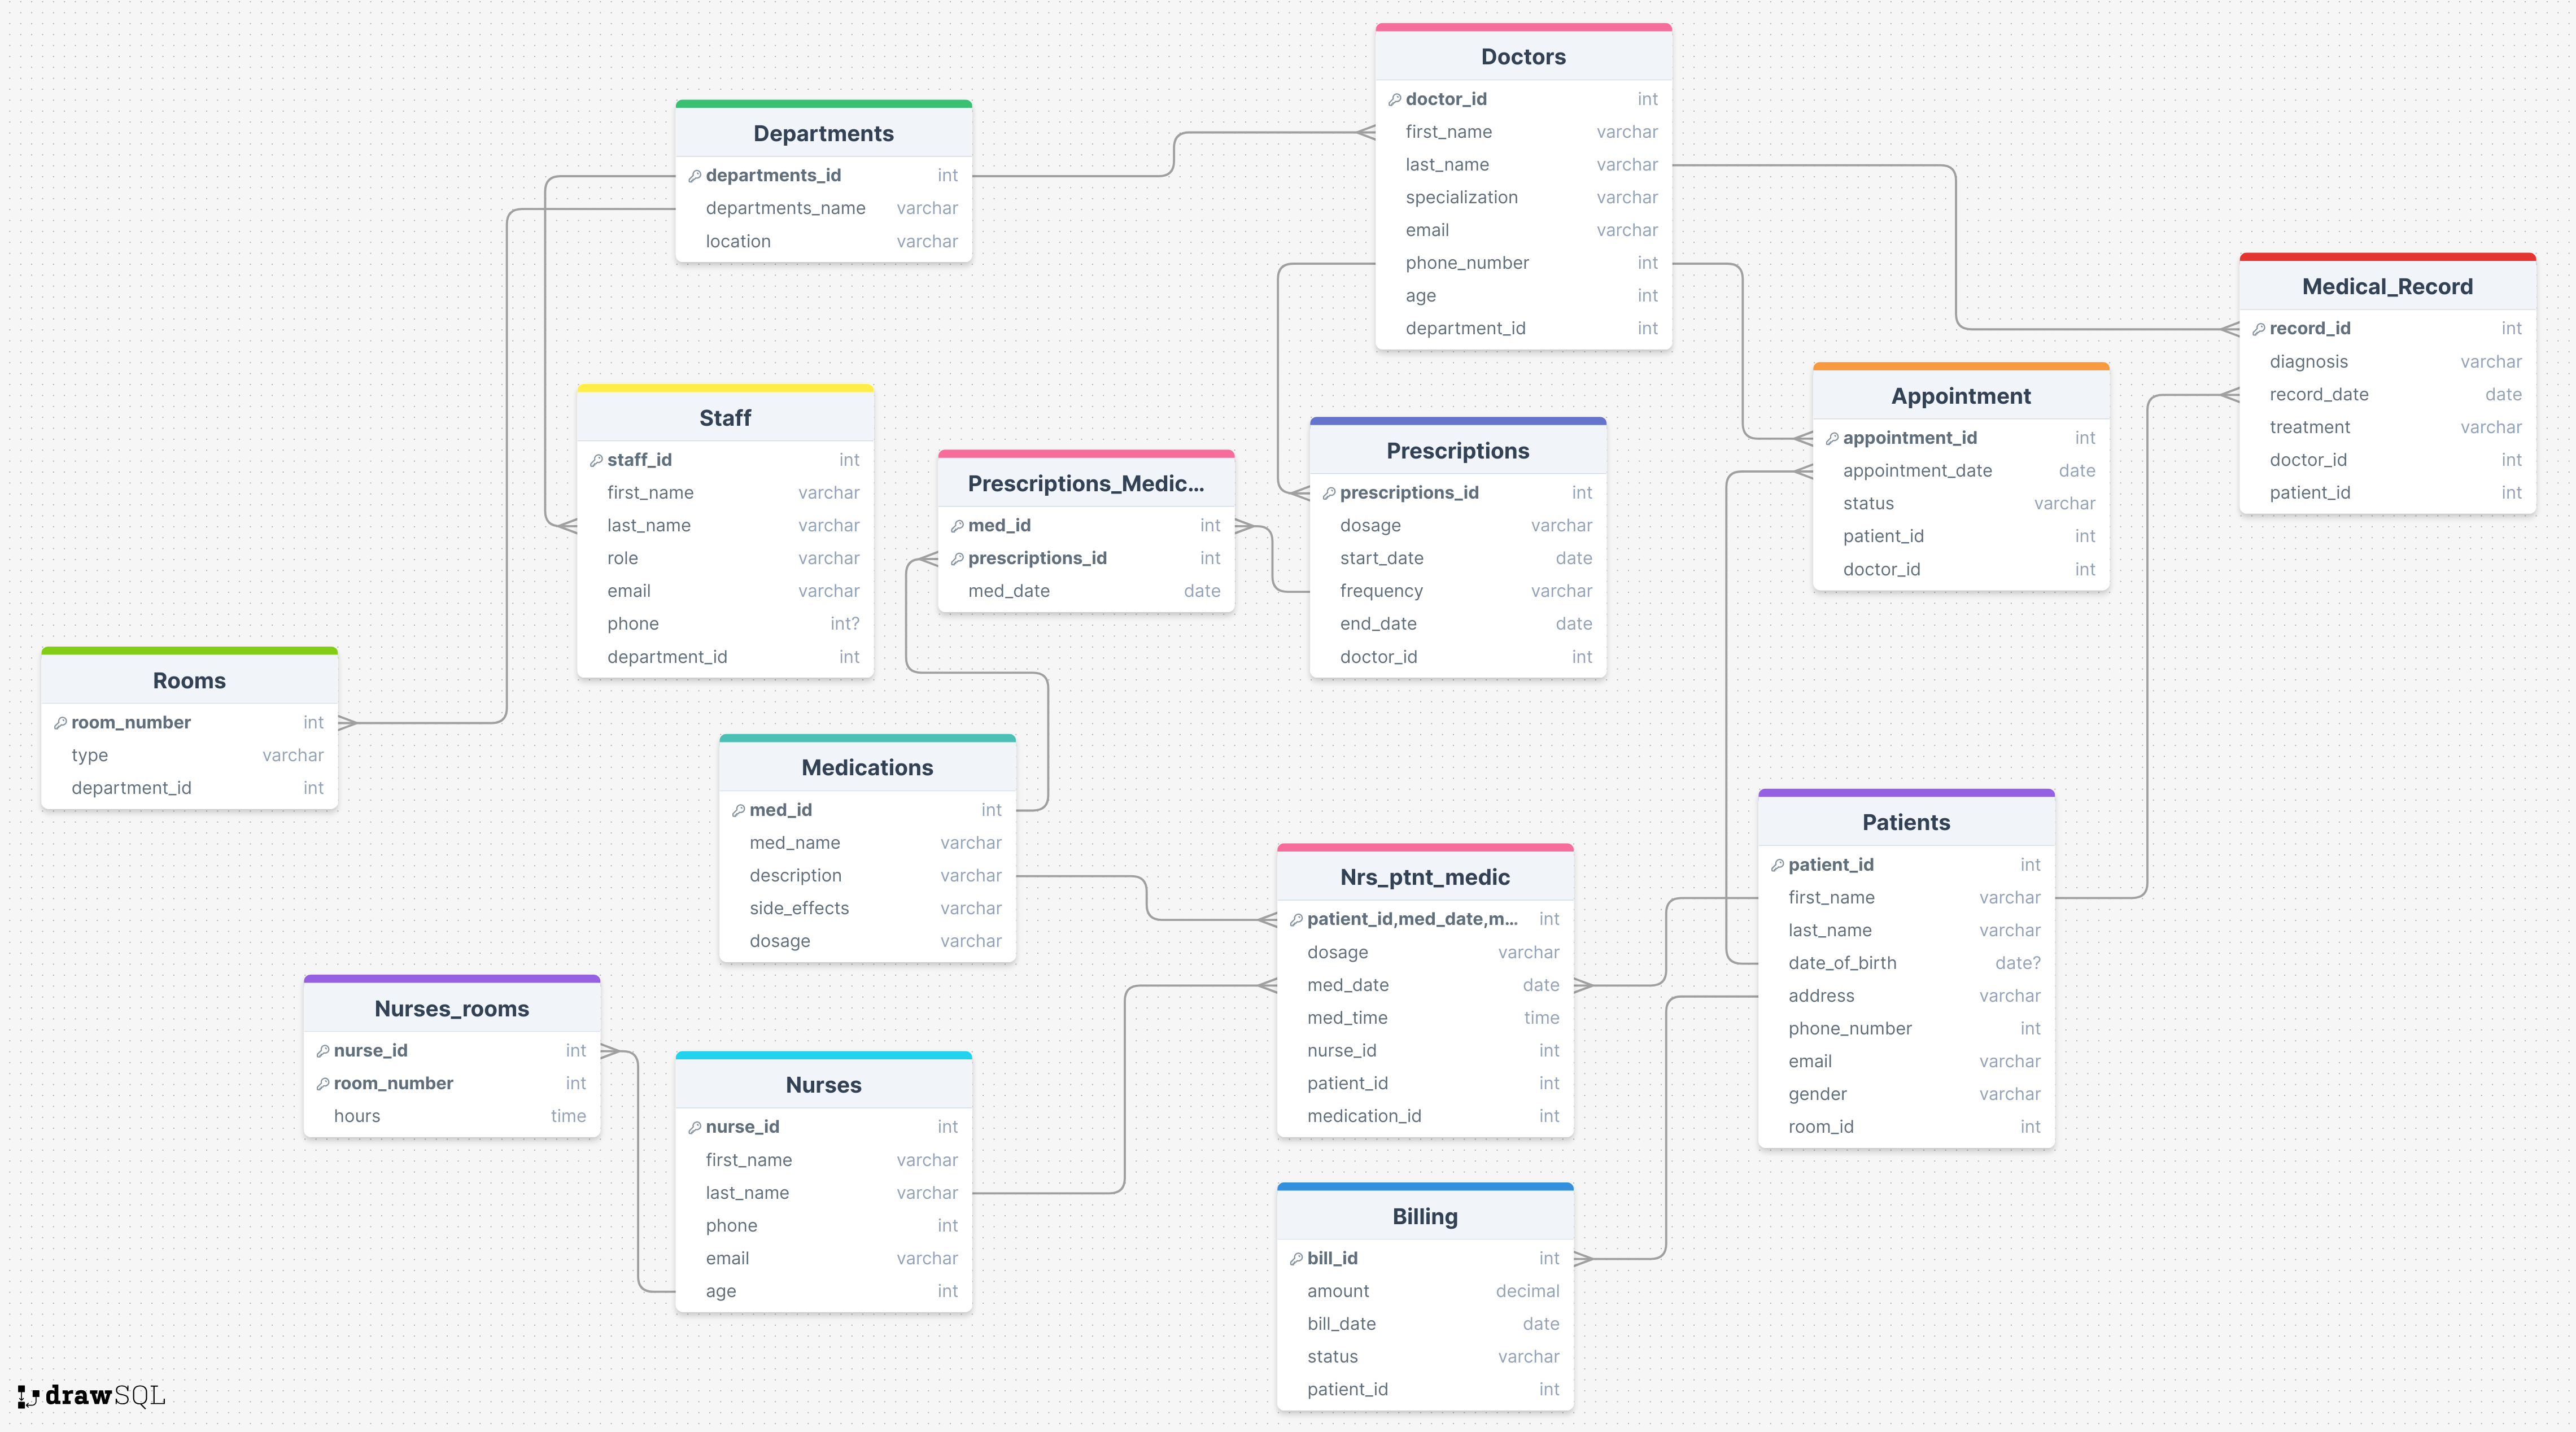 Doctors
doctor_id int
first_name varchar
last_name varchar
specialization varchar
email varchar
phone_number int
age int
department_id int
Departments
departments_id int
departments_name varchar
location varchar
Medical_Record
record_id int
diagnosis varchar
record_date date
treatment varchar
doctor_id int
patient_id int
Appointment
appointment_id int
appointment_date date
status varchar
patient_id int
doctor_id int
Staff
staff_id int
first_name varchar
last_name varchar
role varchar
email varchar
phone int?
department_id int
Prescriptions_Medic...
med_id int
prescriptions_id int
med_date date
Prescriptions
prescriptions_id int
dosage varchar
start_date date
frequency varchar
end_date date
doctor_id int
Rooms
room_number int
type varchar
department_id int
Medications
med_id int
med_name varchar
description varchar
side_effects varchar
dosage varchar
Nrs_ptnt_medic
patient_id,med_date,m... int
dosage varchar
med_date date
med_time time
nurse_id int
patient_id int
medication_id int
Patients
patient_id int
first_name varchar
last_name varchar
date_of_birth date?
address varchar
phone_number int
email varchar
gender varchar
room_id int
Nurses_rooms
nurse_id int
room_number int
hours time
Nurses
nurse_id int
first_name varchar
last_name varchar
phone int
email varchar
age int
Billing
bill_id int
amount decimal
bill_date date
status varchar
patient_id int
drawSQL